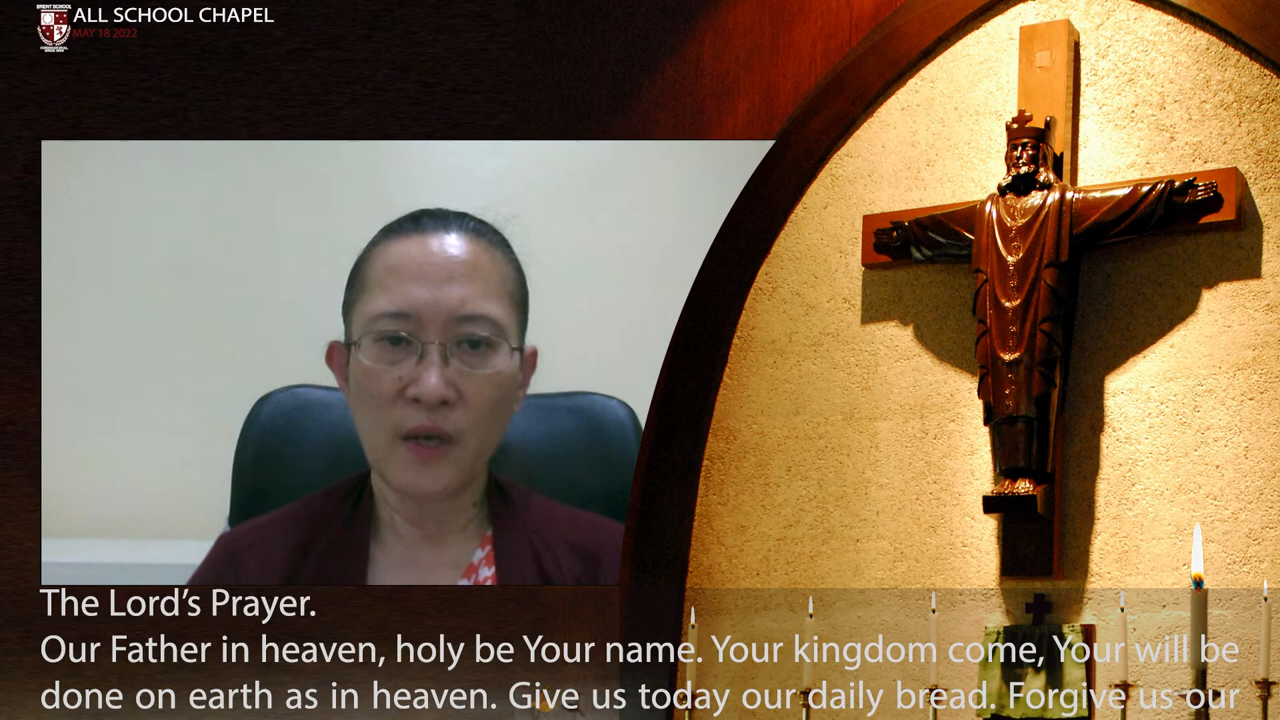 BRENT SCHOOL
ALL SCHOOL CHAPEL
MAY 18 2022
The Lord’s Prayer.
Our Father in heaven, holy be Your name. Your kingdom come, Your will be
done on earth as in heaven. Give us today our daily bread. Forgive us our